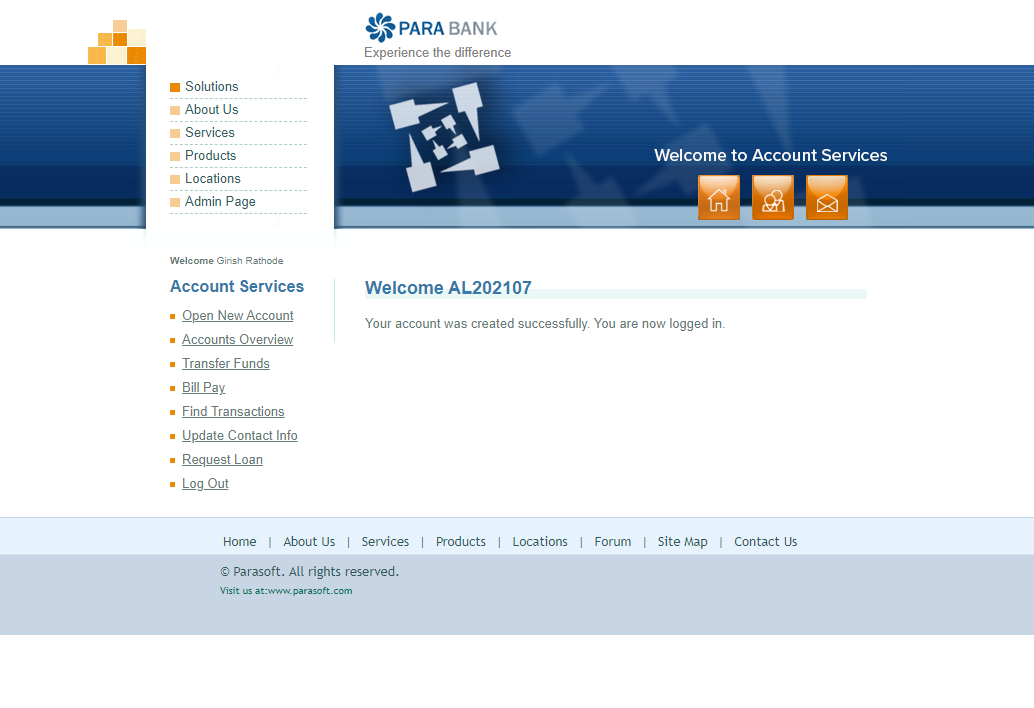 PARA BANK
Experience the difference
Solutions
About Us
Services
Products
Locations
Admin Page
Welcome to Account Services
Welcome Girish Rathode
Account Services
Open New Account
Accounts Overview
Transfer Funds
Bill Pay
Find Transactions
Update Contact Info
Request Loan
Log Out
Welcome AL202107
Your account was created successfully. You are now logged in.
Home | About Us | Services | Products | Locations | Forum | Site Map | Contact Us
© Parasoft. All rights reserved.
Visit us at:www.parasoft.com